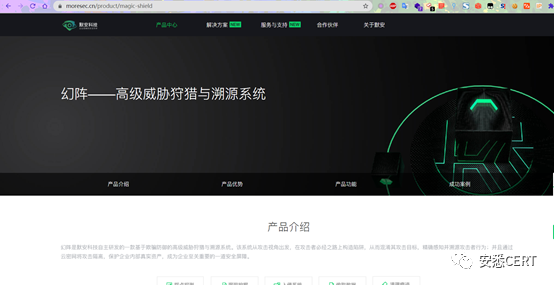 moresec.cn/product/magic-shield
默安科技
产品中心
解决方案 NEW
服务与支持 NEW
合作伙伴
关于默安
幻阵——高级威胁狩猎与溯源系统
产品介绍
产品优势
产品功能
成功案例
产品介绍
幻阵是默安科技自主研发的一款基于欺骗防御的高级威胁狩猎与溯源系统。该系统从攻击视角出发，在攻击者必经之路上构造陷阱，从而混淆其攻击目标，精确感知并溯源攻击者行为，并且通过
云密网将攻击隔离，保护企业内部真实资产，成为企业至关重要的一道安全屏障。
安恙CERT